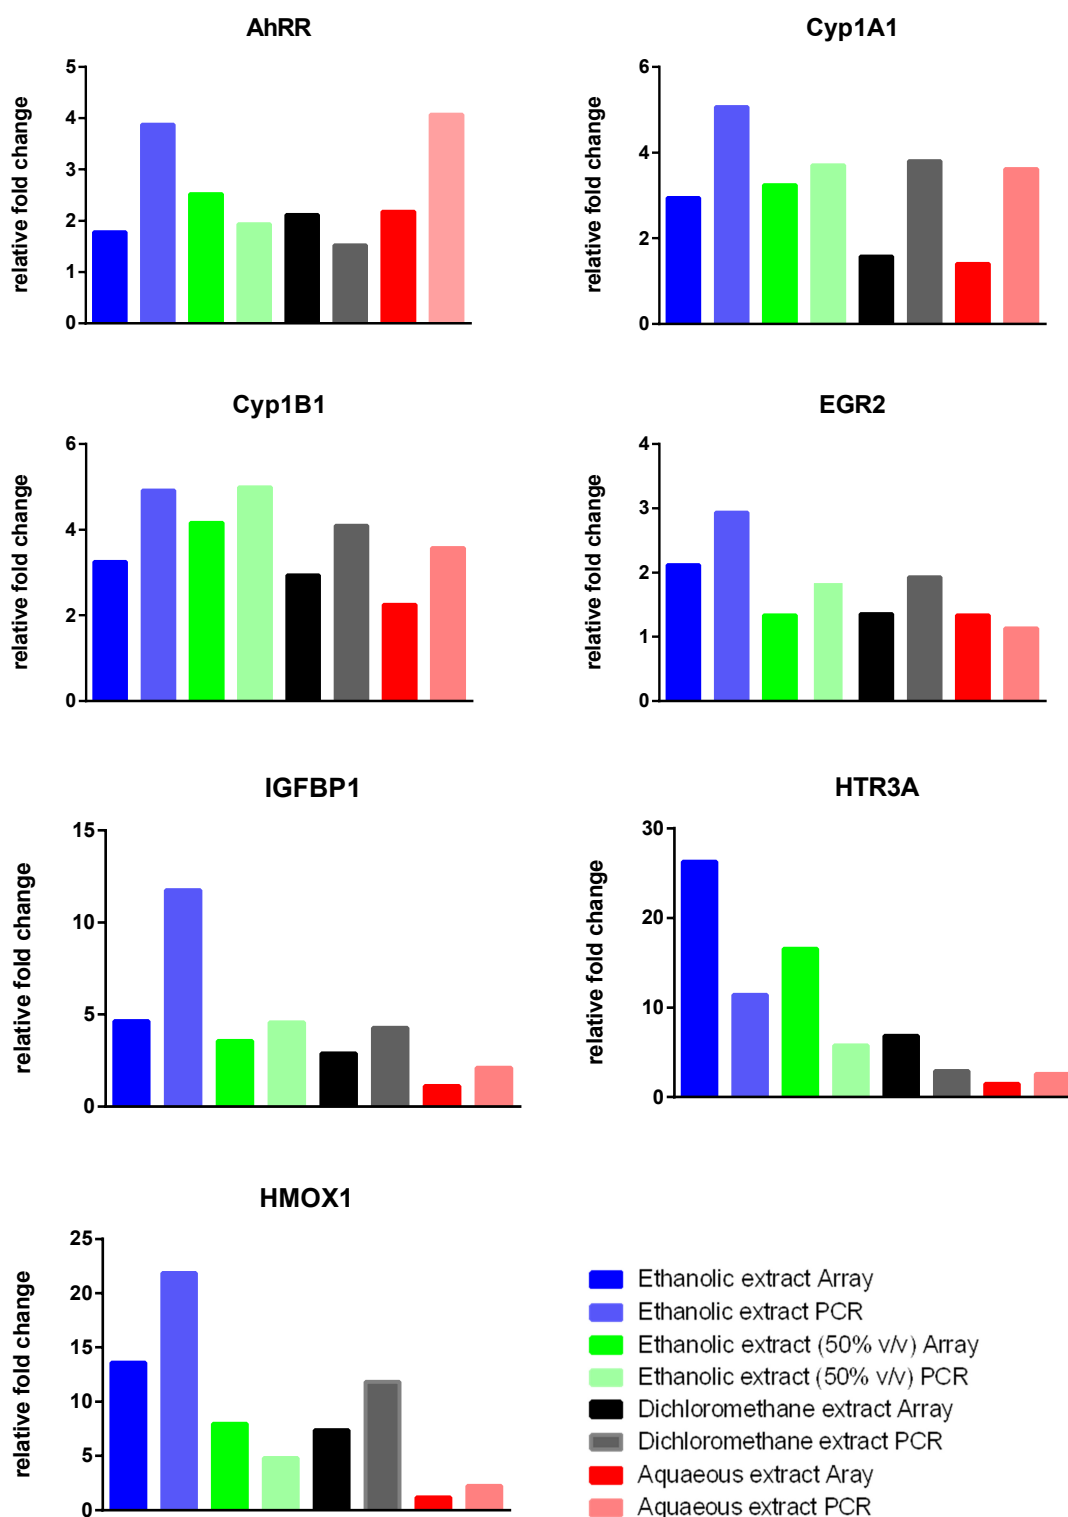 AhRR
relative fold change
5
4
3
2
1
0
Cyp1A1
relative fold change
6
4
2
0
Cyp1B1
relative fold change
6
4
2
0
EGR2
relative fold change
4
3
2
1
0
IGFBP1
relative fold change
15
10
5
0
HTR3A
relative fold change
30
20
10
0
HMOX1
relative fold change
25
20
15
10
5
0
Ethanolic extract Array
Ethanolic extract PCR
Ethanolic extract (50% v/v) Array
Ethanolic extract (50% v/v) PCR
Dichloromethane extract Array
Dichloromethane extract PCR
Aquaeous extract Aray
Aquaeous extract PCR